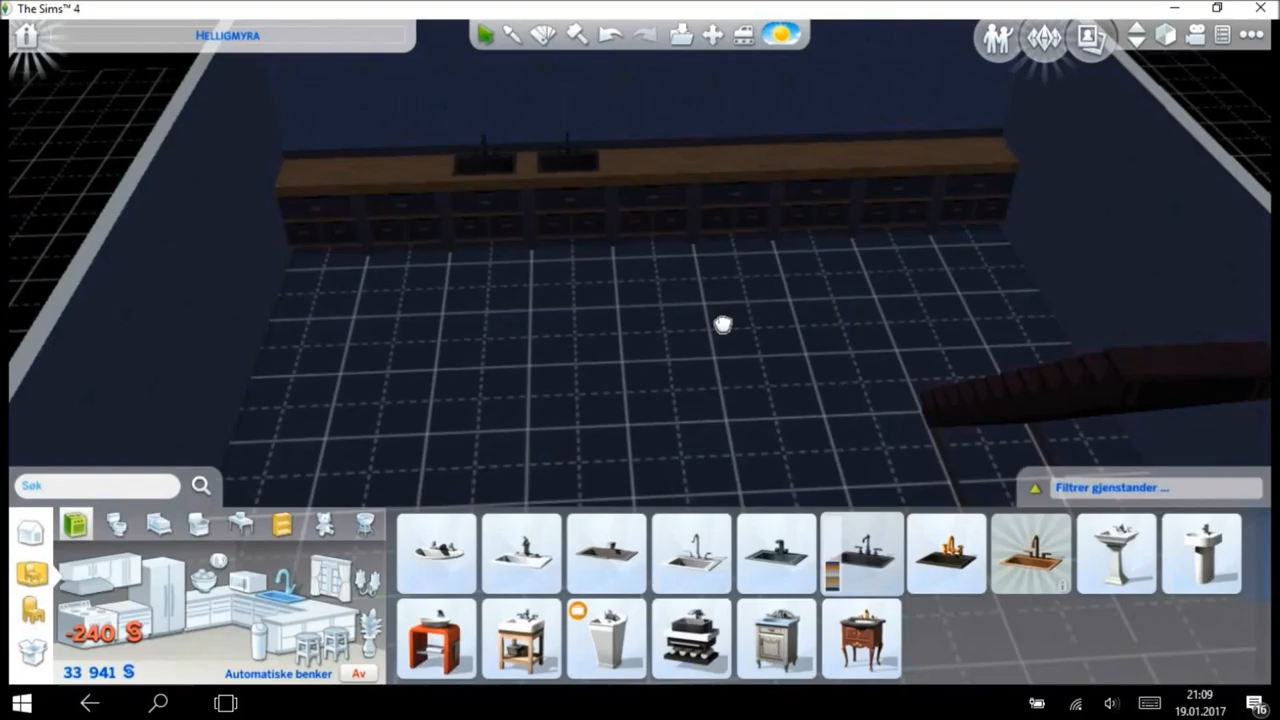 The Sims™ 4
HELLIGMYRA
Søk
Filtrer gjenstander ...
-240 §
33 941 §
Automatiske benker
Av
21:09
19.01.2017
16